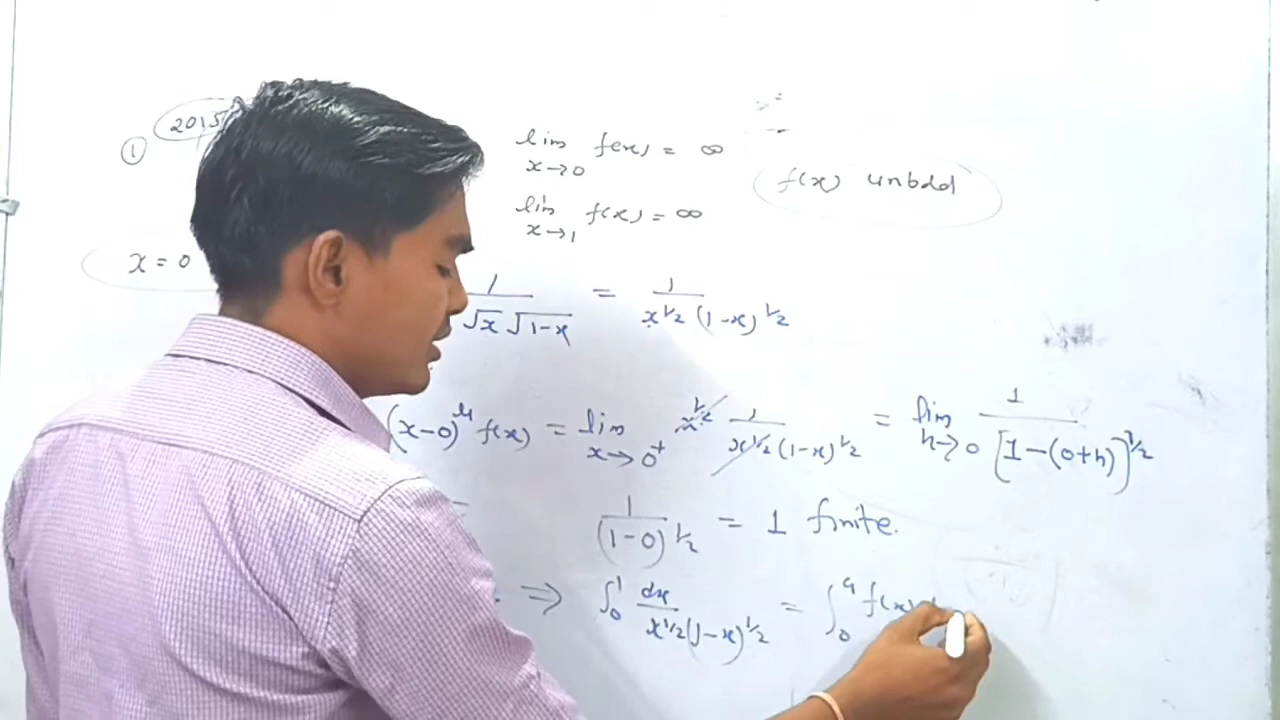 ① 2015
lim x→0 f(x) = ∞
f(x) unbdd
lim x→1 f(x) = ∞
x = 0
1/(√x √1-x) = 1/(x^1/2 (1-x)^1/2)
(x-0)^μ f(x) = lim x→0⁺ x^1/2 1/(x^1/2 (1-x)^1/2) = lim h→0 1/[1-(0+h)]^1/2
= 1/(1-0)^1/2 = 1 finite.
⇒ ∫₀¹ dx/(x^1/2 (1-x)^1/2) = ∫₀^a f(x)